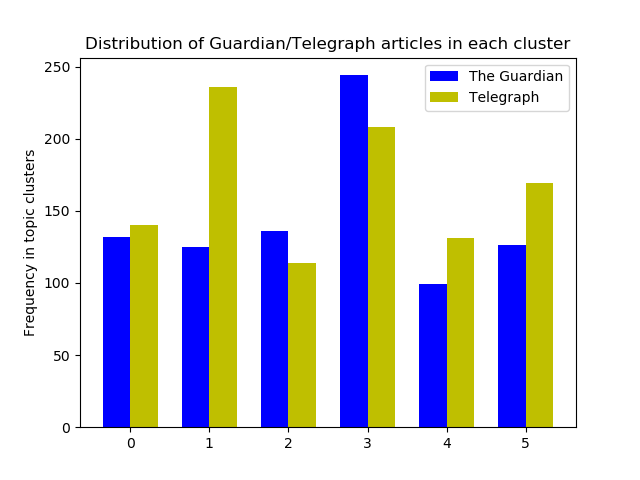 Distribution of Guardian/Telegraph articles in each cluster
The Guardian
Telegraph
Frequency in topic clusters
250
200
150
100
50
0
0 1 2 3 4 5